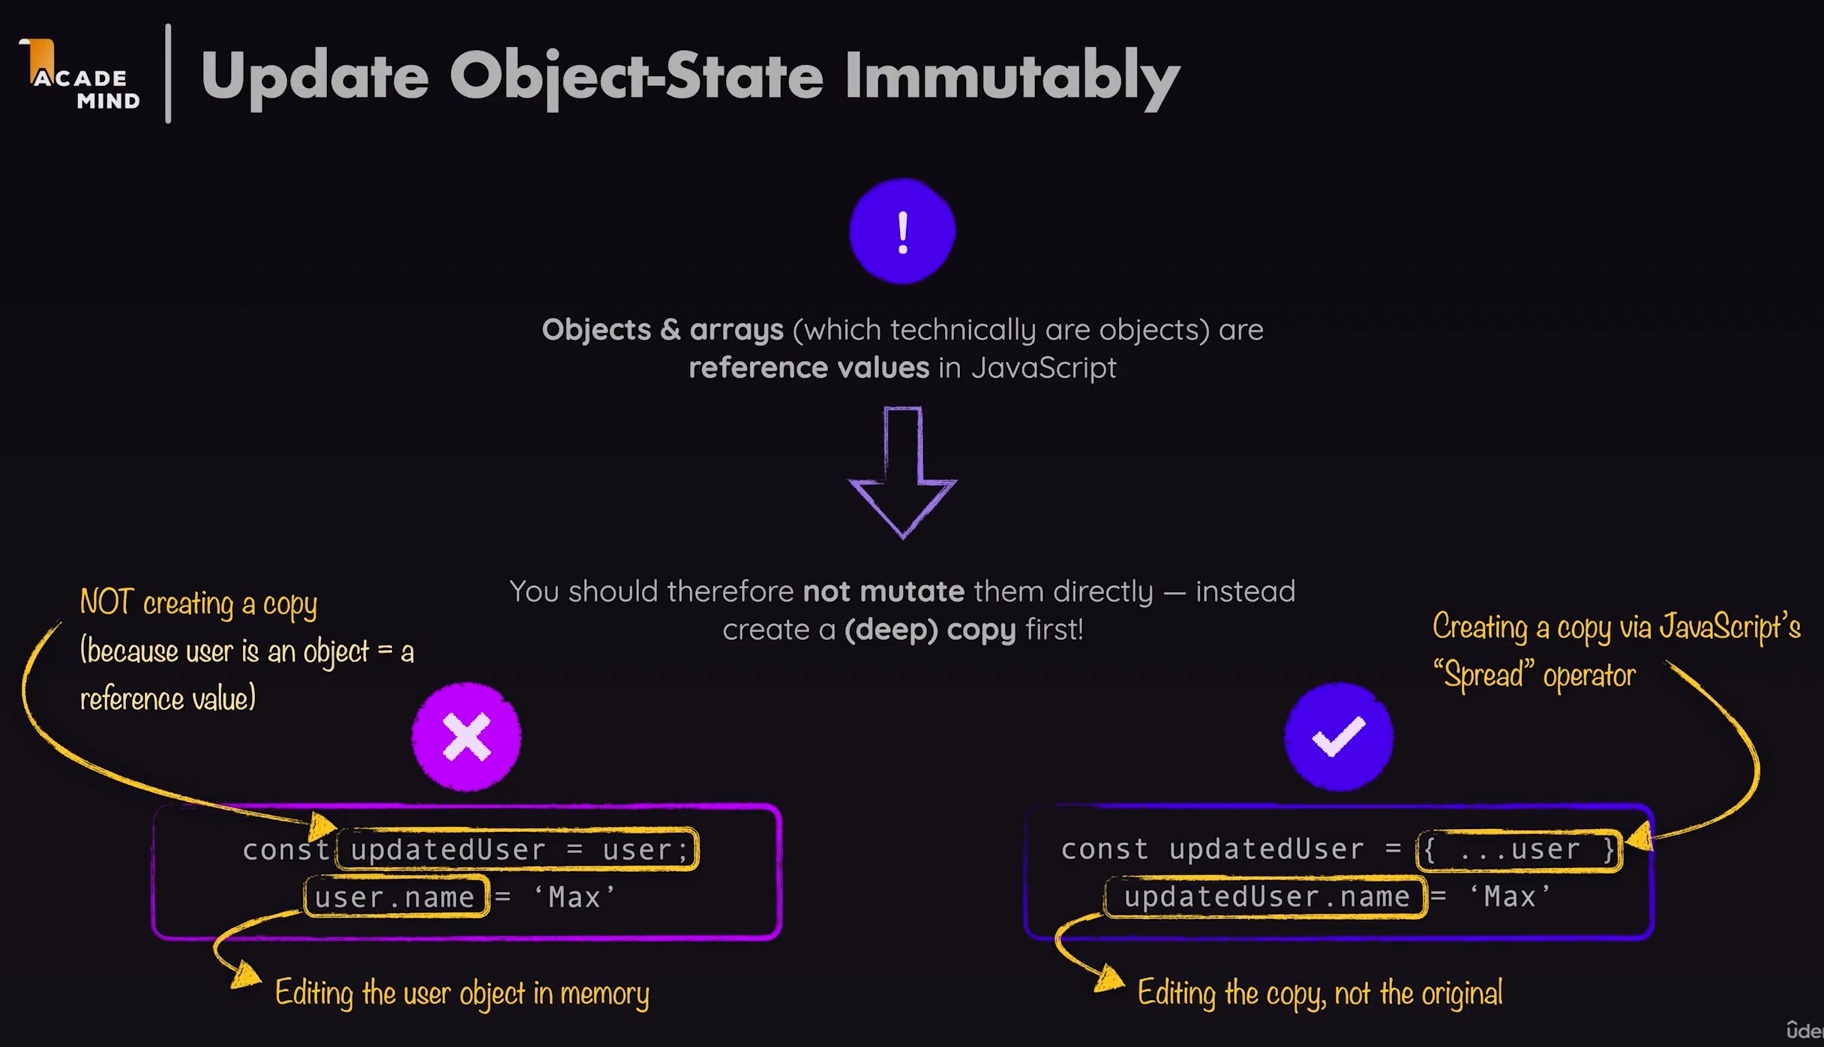 ACADE
MIND
Update Object-State Immutably
!
Objects & arrays (which technically are objects) are
reference values in JavaScript
You should therefore not mutate them directly — instead
create a (deep) copy first!
NOT creating a copy
(because user is an object = a
reference value)
const updatedUser = user;
user.name = ‘Max’
Editing the user object in memory
Creating a copy via JavaScript’s
“Spread” operator
const updatedUser = { ...user }
updatedUser.name = ‘Max’
Editing the copy, not the original